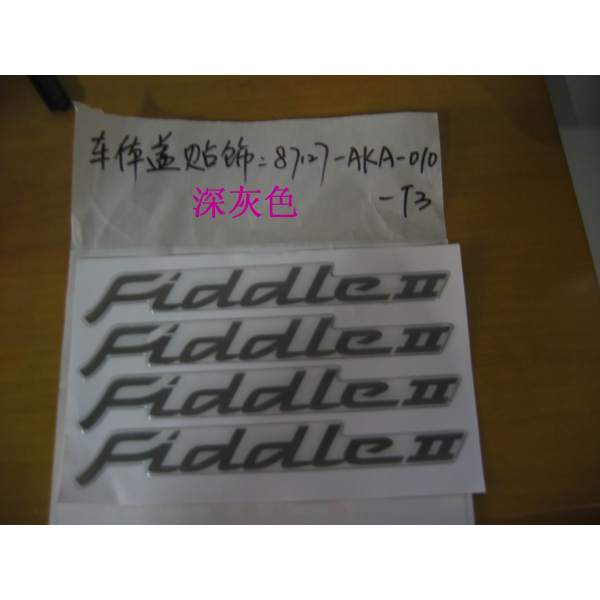 车体盖贴饰:87127-AKA-010
-T3
深灰色
Fiddle II
Fiddle II
Fiddle II
Fiddle II